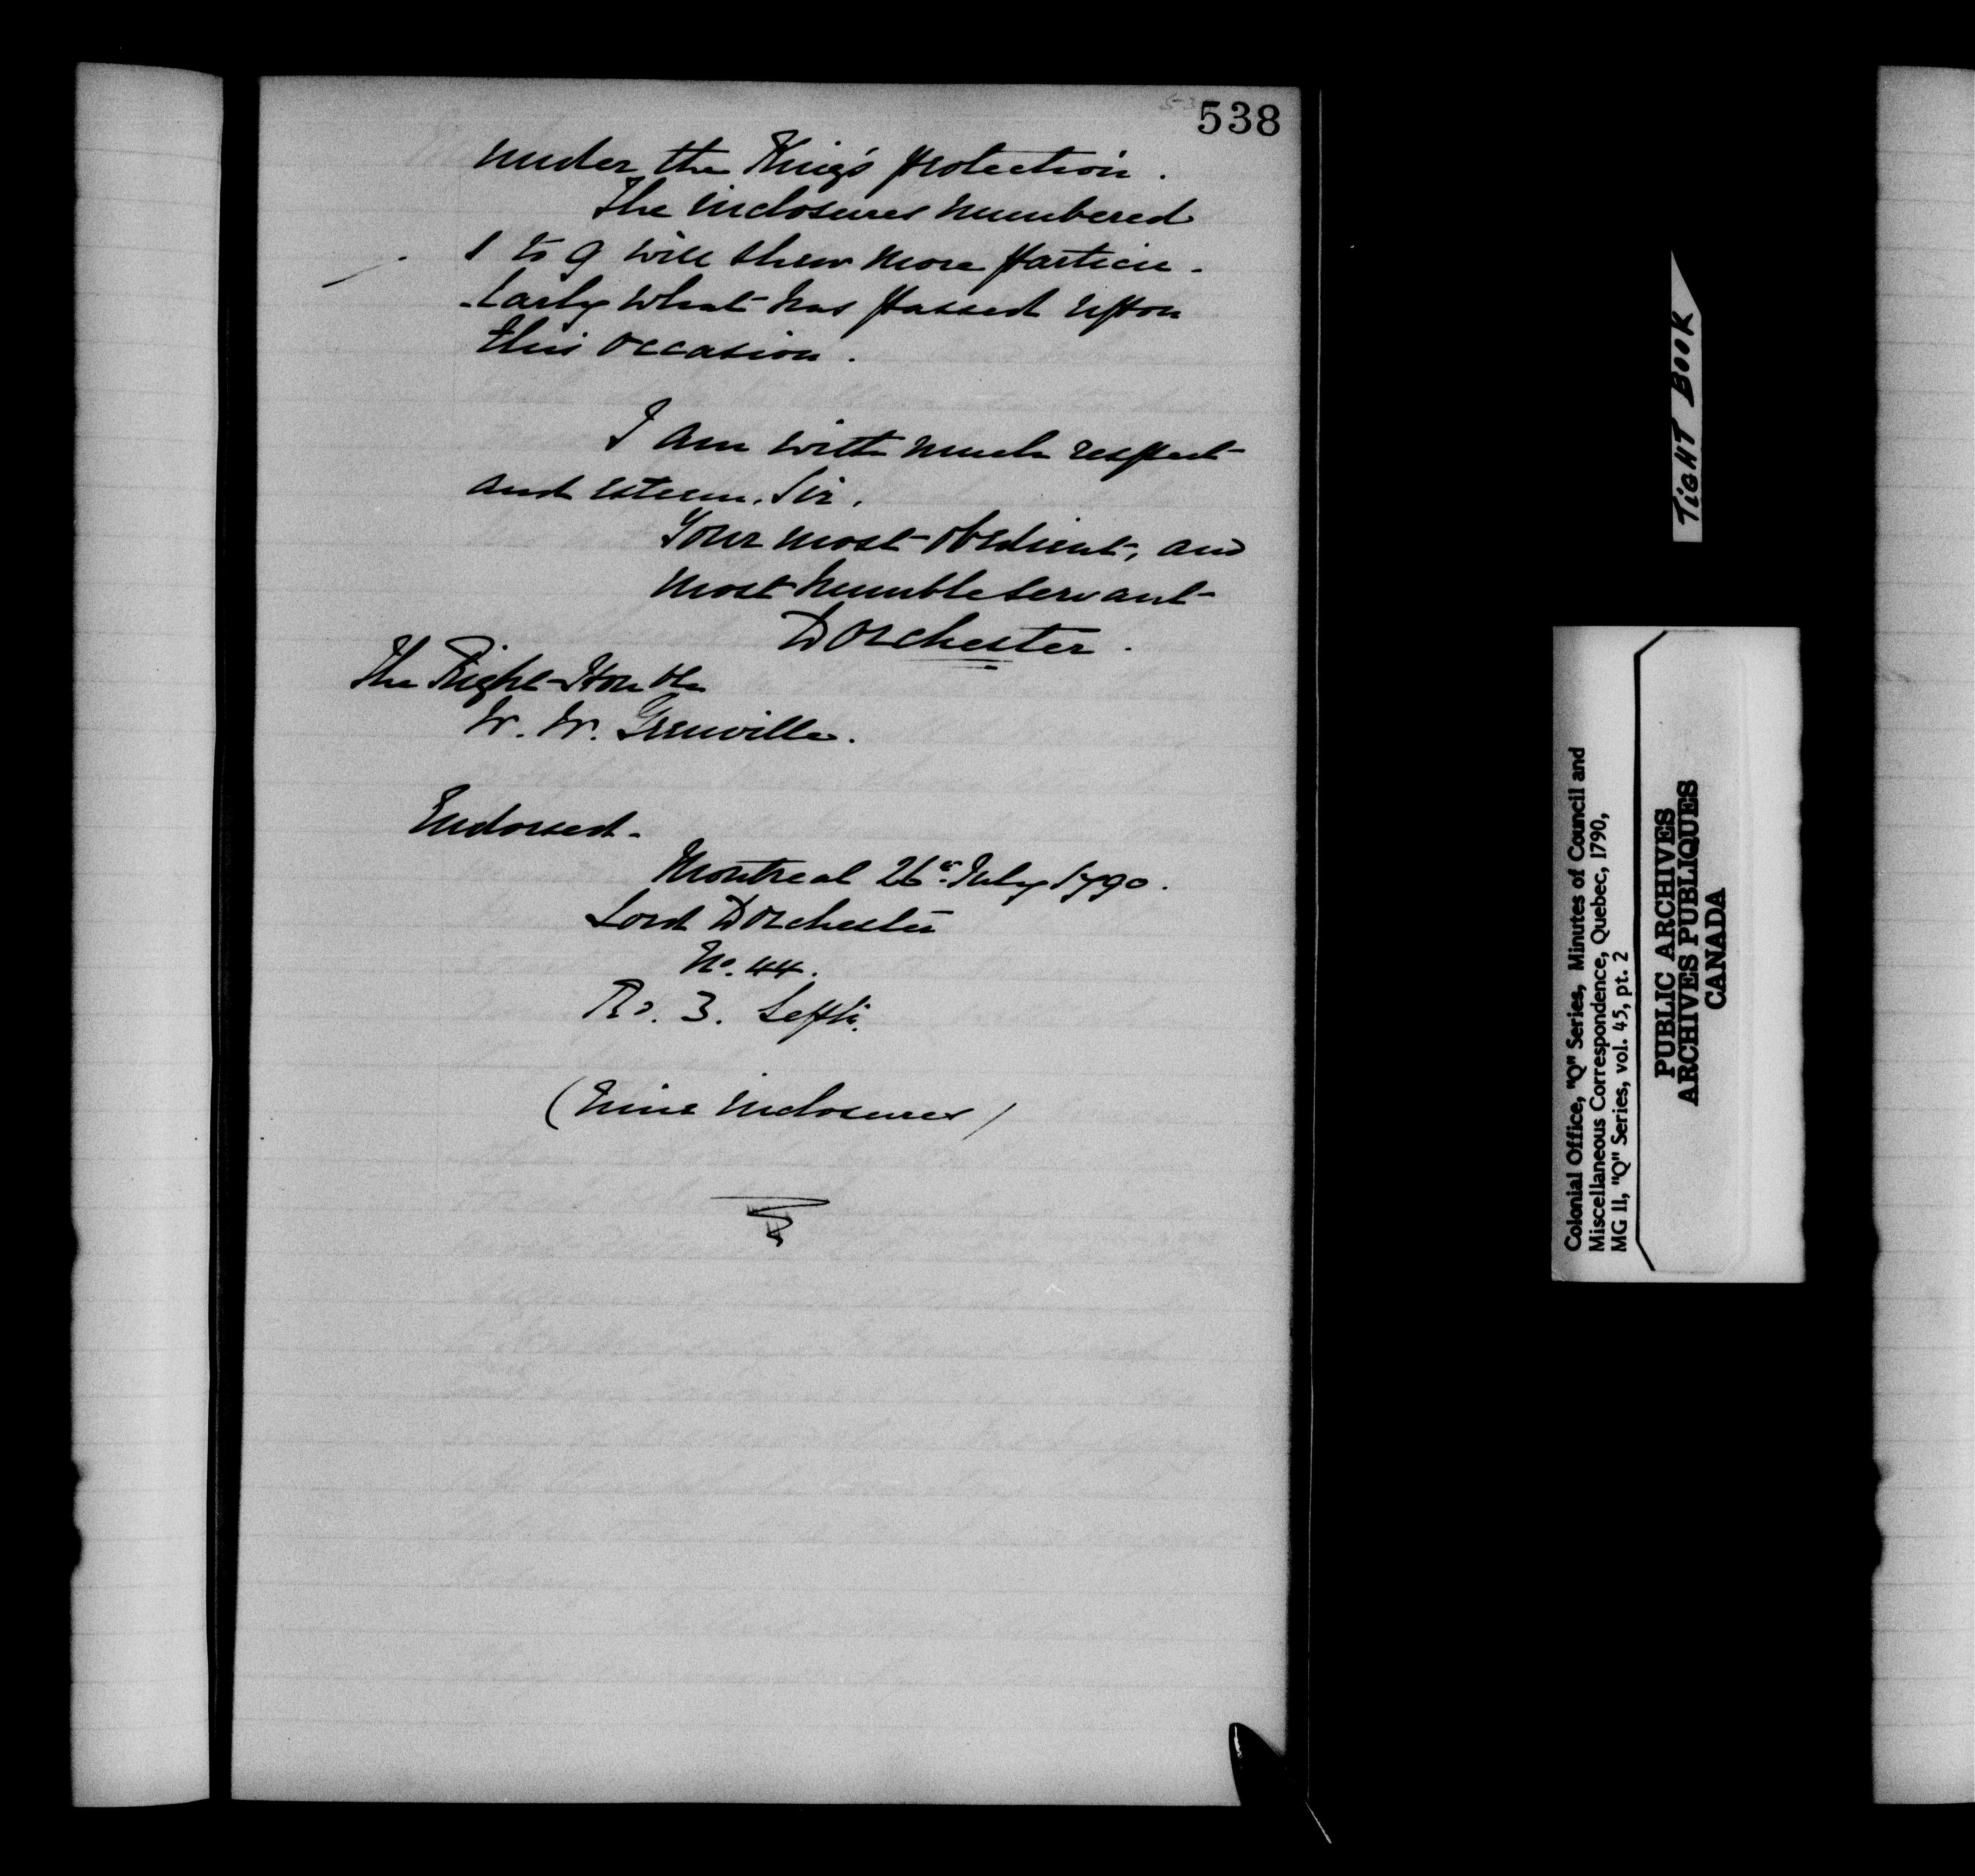 538
under the King's protection.
The inclosures numbered
1 to 9 will shew more particu-
-larly what has passed upon
this occasion.
I am with much respect
and esteem. Sir,
Your most obedient, and
most humble servant
Dorchester.
The Right Honble
W. W. Grenville.
Endorsed.
Montreal 26th July 1790.
Lord Dorchester
No. 44.
Rd. 3. Septr.
(Nine inclosures)
TIGHT BOOK
Colonial Office, "Q" Series, Minutes of Council and
Miscellaneous Correspondence, Quebec, 1790,
MG 11, "Q" Series, vol. 45, pt. 2
PUBLIC ARCHIVES
ARCHIVES PUBLIQUES
CANADA